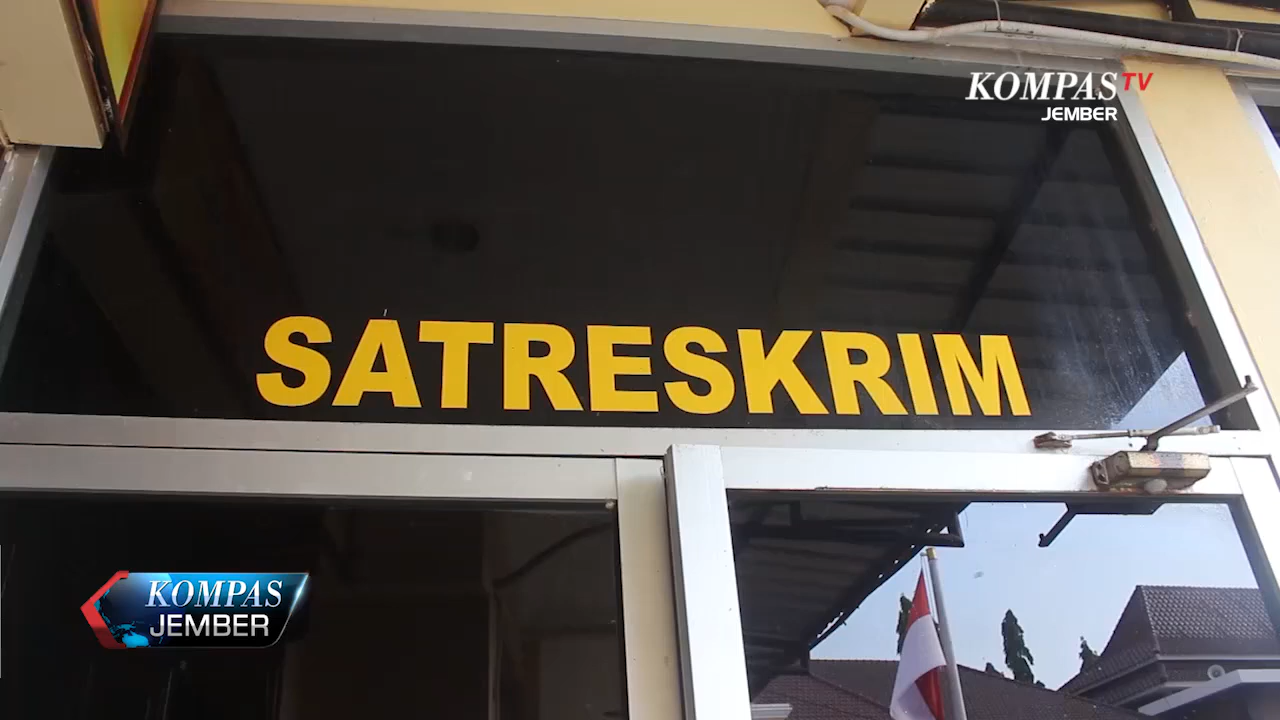 KOMPAS TV
JEMBER
SATRESKRIM
KOMPAS
JEMBER